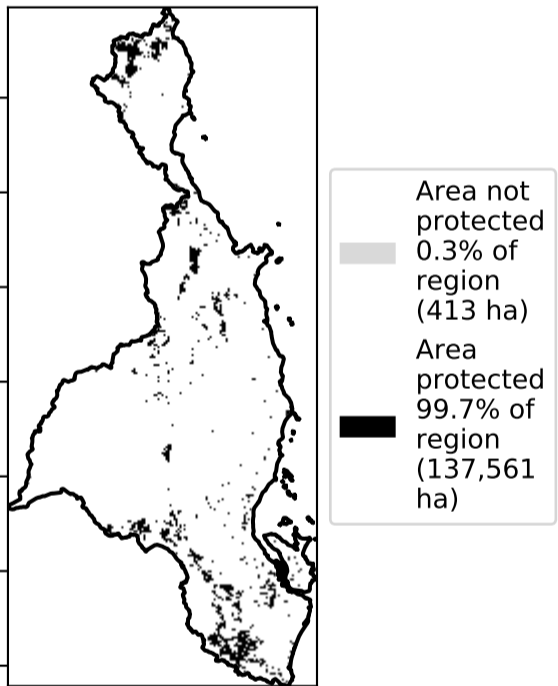 Area not
protected
0.3% of
region
(413 ha)
Area
protected
99.7% of
region
(137,561
ha)